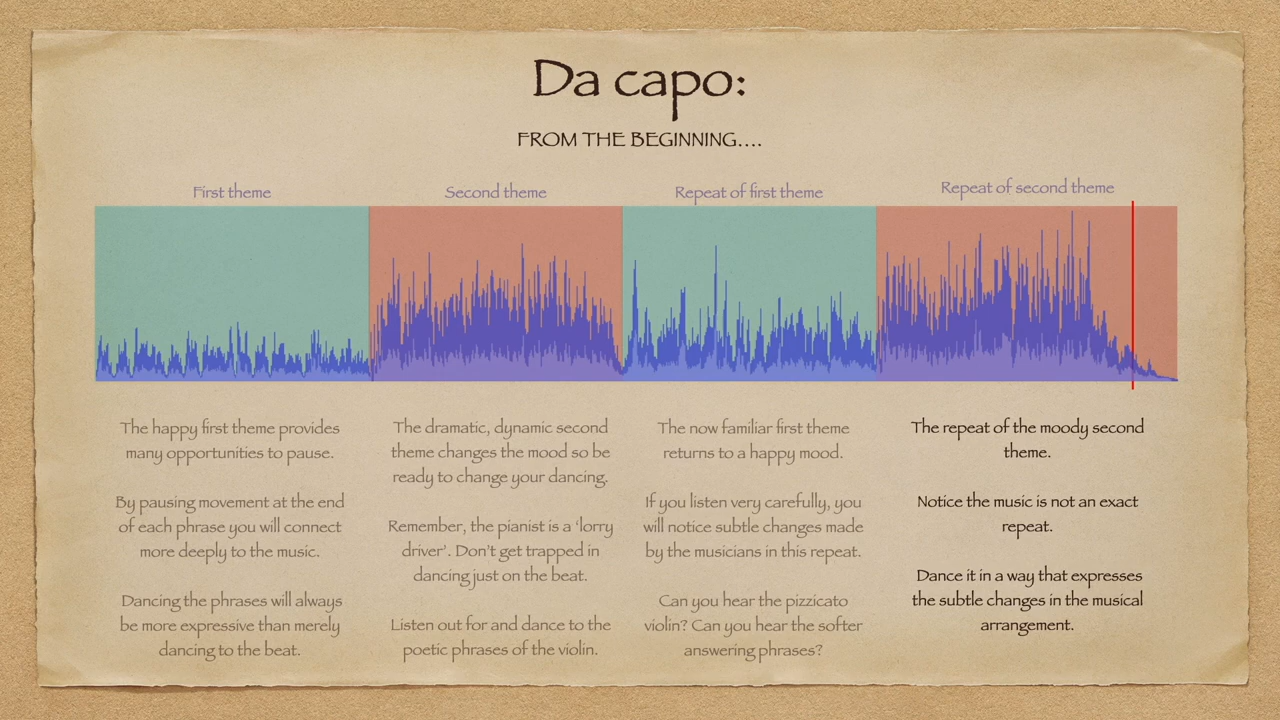 Da capo:
FROM THE BEGINNING....
First theme
Second theme
Repeat of first theme
Repeat of second theme
The happy first theme provides
many opportunities to pause.
By pausing movement at the end
of each phrase you will connect
more deeply to the music.
Dancing the phrases will always
be more expressive than merely
dancing to the beat.
The dramatic, dynamic second
theme changes the mood so be
ready to change your dancing.
Remember, the pianist is a ‘lorry
driver’. Don’t get trapped in
dancing just on the beat.
Listen out for and dance to the
poetic phrases of the violin.
The now familiar first theme
returns to a happy mood.
If you listen very carefully, you
will notice subtle changes made
by the musicians in this repeat.
Can you hear the pizzicato
violin? Can you hear the softer
answering phrases?
The repeat of the moody second
theme.
Notice the music is not an exact
repeat.
Dance it in a way that expresses
the subtle changes in the musical
arrangement.